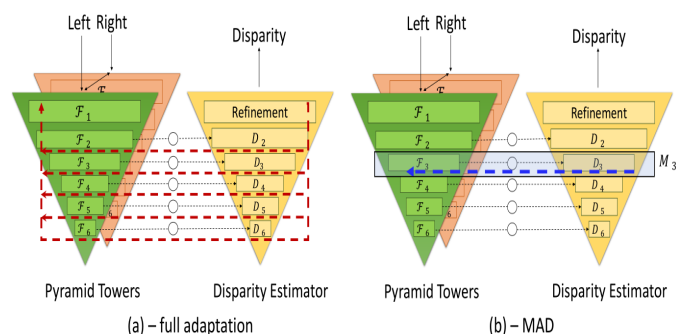 Left Right
Disparity
ℱ
ℱ1
Refinement
ℱ2
D2
ℱ3
D3
ℱ4
D4
ℱ5
D5
6
ℱ6
D6
Pyramid Towers
Disparity Estimator
(a) – full adaptation
Left Right
Disparity
ℱ
ℱ1
Refinement
ℱ2
D2
ℱ3
D3
M3
ℱ4
D4
ℱ5
D5
6
ℱ6
D6
Pyramid Towers
Disparity Estimator
(b) – MAD